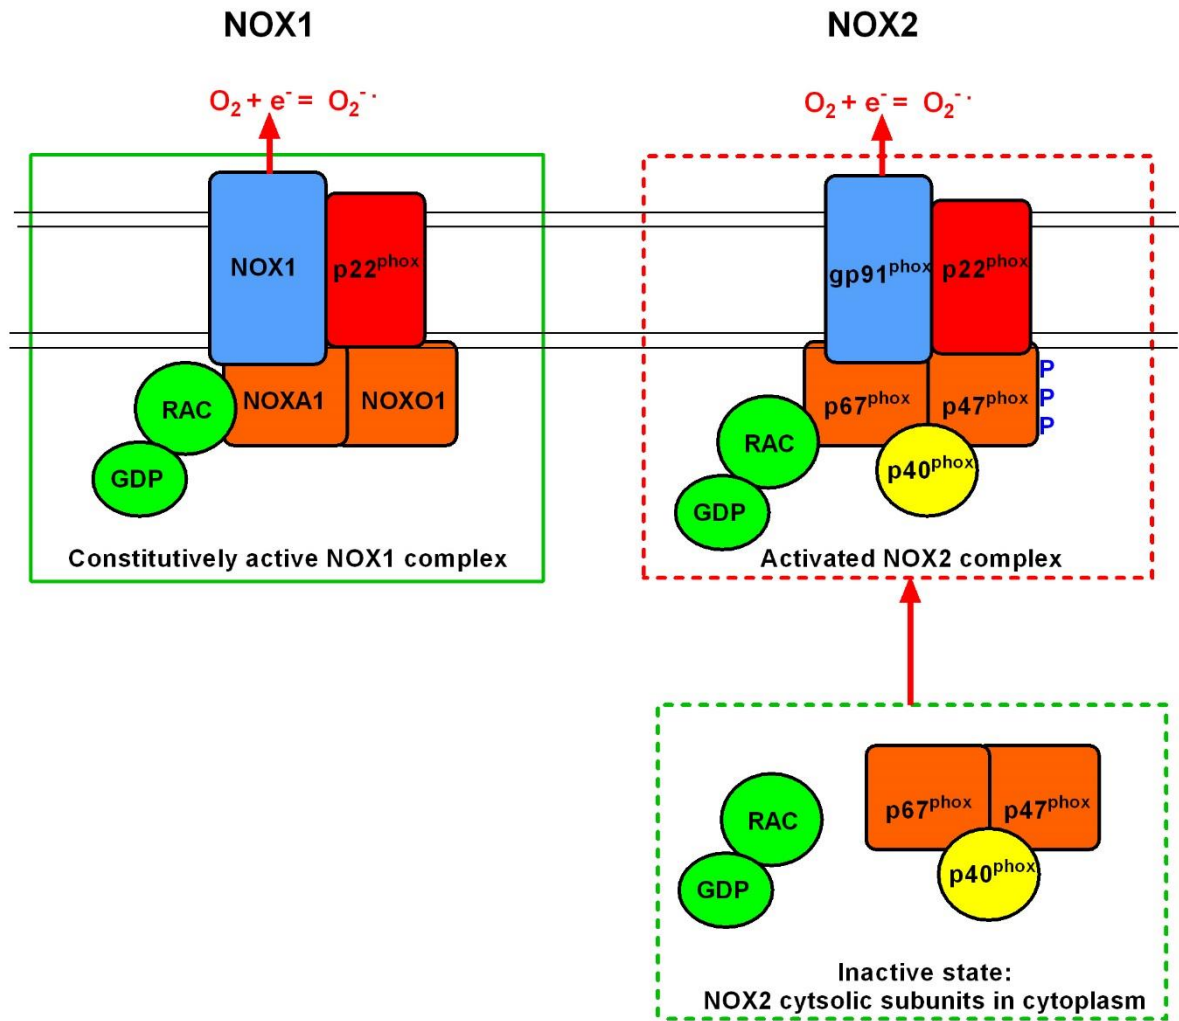 NOX1
NOX2
O₂ + e⁻ = O₂⁻·
O₂ + e⁻ = O₂⁻·
NOX1
p22ᵖʰᵒˣ
RAC
NOXA1
NOXO1
GDP
Constitutively active NOX1 complex
gp91ᵖʰᵒˣ
p22ᵖʰᵒˣ
P
P
P
p67ᵖʰᵒˣ
p47ᵖʰᵒˣ
RAC
p40ᵖʰᵒˣ
GDP
Activated NOX2 complex
p67ᵖʰᵒˣ
p47ᵖʰᵒˣ
RAC
p40ᵖʰᵒˣ
GDP
Inactive state:
NOX2 cytsolic subunits in cytoplasm